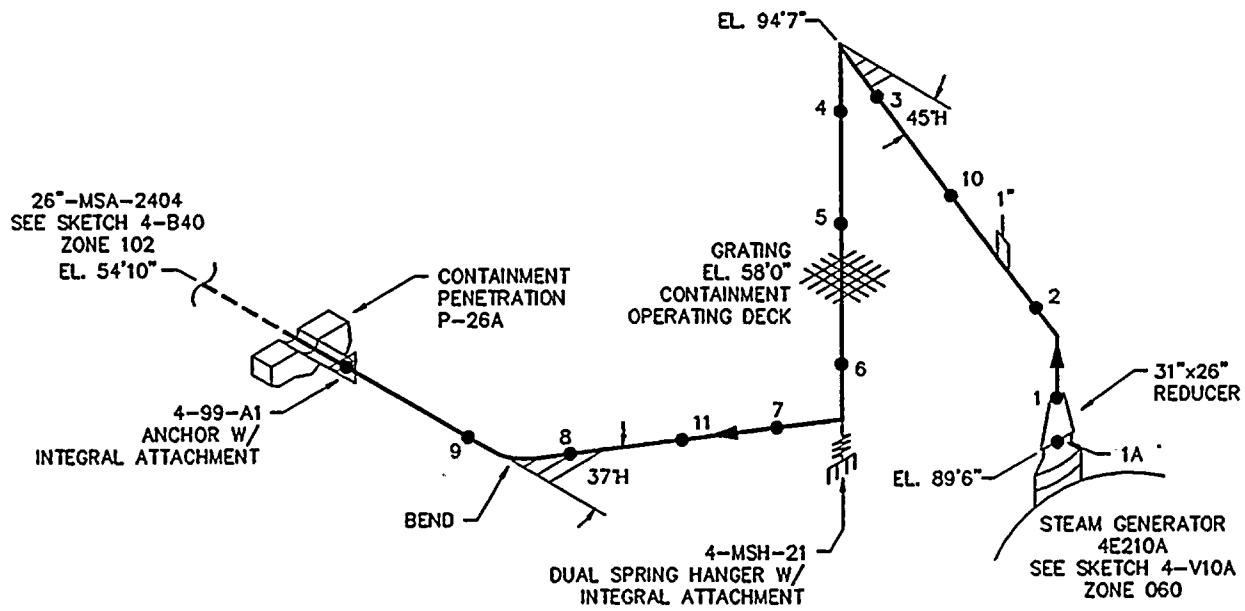 EL. 94'7"
3
45°H
4
10
1"
26"-MSA-2404
SEE SKETCH 4-B40
ZONE 102
EL. 54'10"
5
GRATING
EL. 58'0"
CONTAINMENT
OPERATING DECK
CONTAINMENT
PENETRATION
P-26A
2
6
31"x26"
REDUCER
1
4-99-A1
ANCHOR W/
INTEGRAL ATTACHMENT
9
8
11
7
1A
37°H
EL. 89'6"
BEND
4-MSH-21
DUAL SPRING HANGER W/
INTEGRAL ATTACHMENT
STEAM GENERATOR
4E210A
SEE SKETCH 4-V10A
ZONE 060